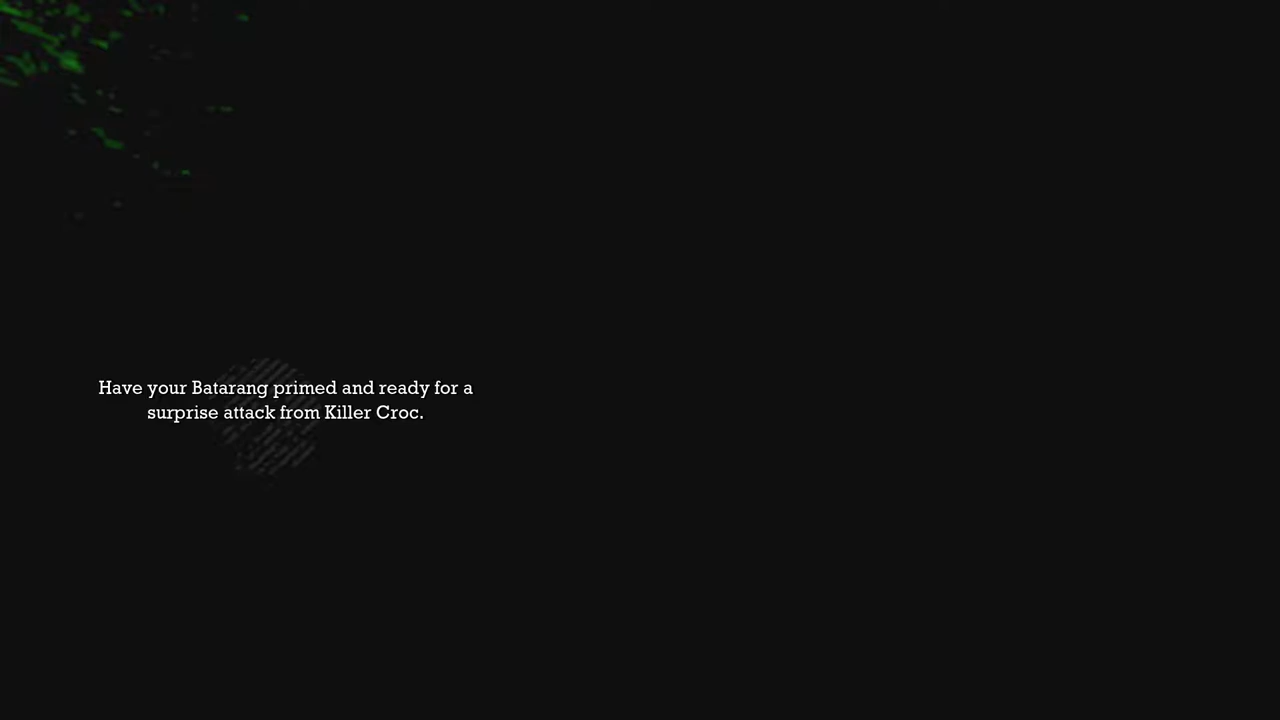 Have your Batarang primed and ready for a
surprise attack from Killer Croc.